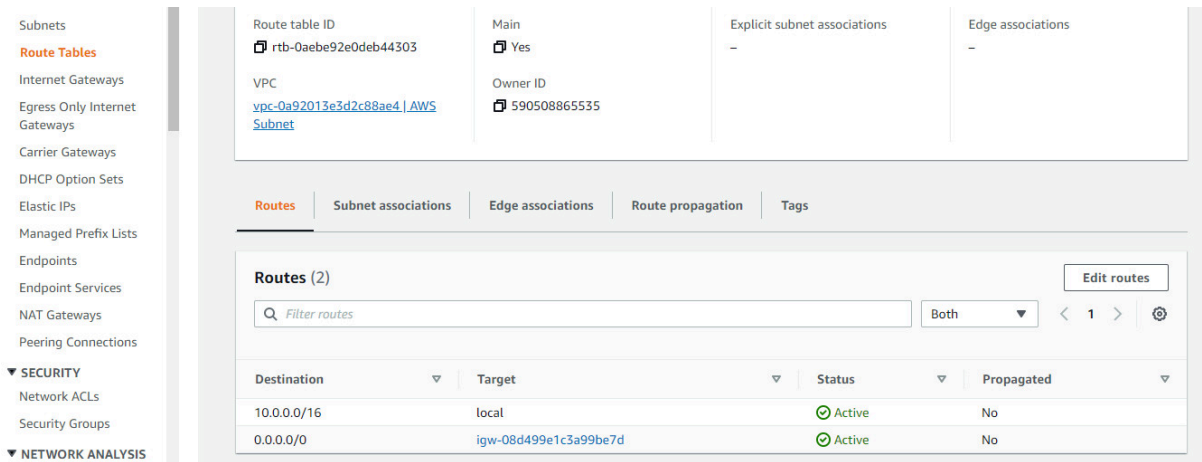 Subnets
Route Tables
Internet Gateways
Egress Only Internet
Gateways
Carrier Gateways
DHCP Option Sets
Elastic IPs
Managed Prefix Lists
Endpoints
Endpoint Services
NAT Gateways
Peering Connections
SECURITY
Network ACLs
Security Groups
NETWORK ANALYSIS
Route table ID
rtb-0aebe92e0deb44303
Main
Yes
Explicit subnet associations
–
Edge associations
–
VPC
vpc-0a92013e3d2c88ae4 | AWS
Subnet
Owner ID
590508865535
Routes Subnet associations Edge associations Route propagation Tags
Routes (2)
Edit routes
Filter routes
Both
1
Destination Target Status Propagated
10.0.0.0/16 local Active No
0.0.0.0/0 igw-08d499e1c3a99be7d Active No